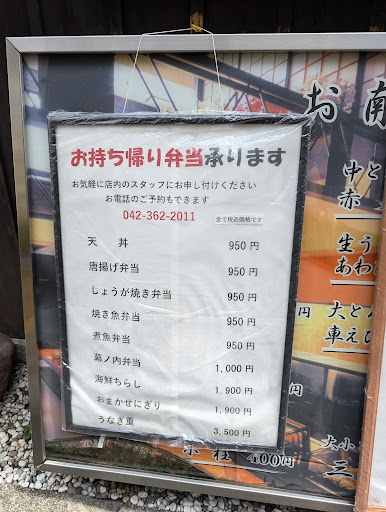 お持ち帰り弁当承ります
お気軽に店内のスタッフにお申し付けください
お電話のご予約もできます
042-362-2011
全て税込価格です
天 丼 950円
唐揚げ弁当 950円
しょうが焼き弁当 950円
焼き魚弁当 950円
煮魚弁当 950円
幕ノ内弁当 1,000円
海鮮ちらし 1,900円
おまかせにぎり 1,900円
うなぎ重 3,500円
お
中と
赤
生う
あわ
円 大と
車えび
小柱 400円
大小
三